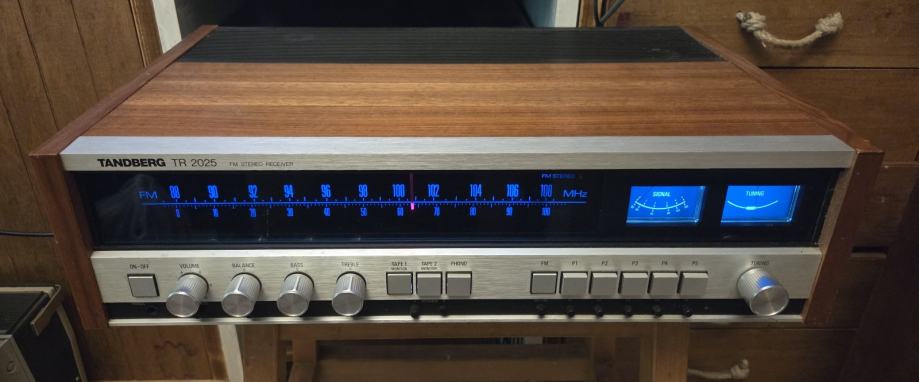 TANDBERG TR 2025 FM STEREO RECEIVER
FM STEREO
FM 88 90 92 94 96 98 100 102 104 106 108 MHz
0 10 20 30 40 50 60 70 80 90 100
SIGNAL
TUNING
ON-OFF VOLUME BALANCE BASS TREBLE TAPE 1 MONITOR TAPE 2 MONITOR PHONO FM P1 P2 P3 P4 P5 TUNING